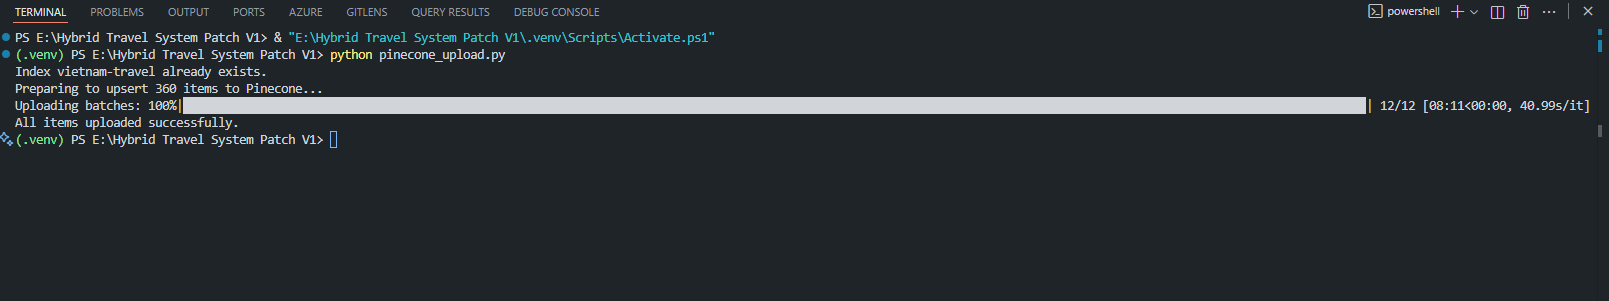 TERMINAL PROBLEMS OUTPUT PORTS AZURE GITLENS QUERY RESULTS DEBUG CONSOLE powershell
PS E:\Hybrid Travel System Patch V1> & "E:\Hybrid Travel System Patch V1\.venv\Scripts\Activate.ps1"
(.venv) PS E:\Hybrid Travel System Patch V1> python pinecone_upload.py
Index vietnam-travel already exists.
Preparing to upsert 360 items to Pinecone...
Uploading batches: 100%| | 12/12 [08:11<00:00, 40.99s/it]
All items uploaded successfully.
(.venv) PS E:\Hybrid Travel System Patch V1>